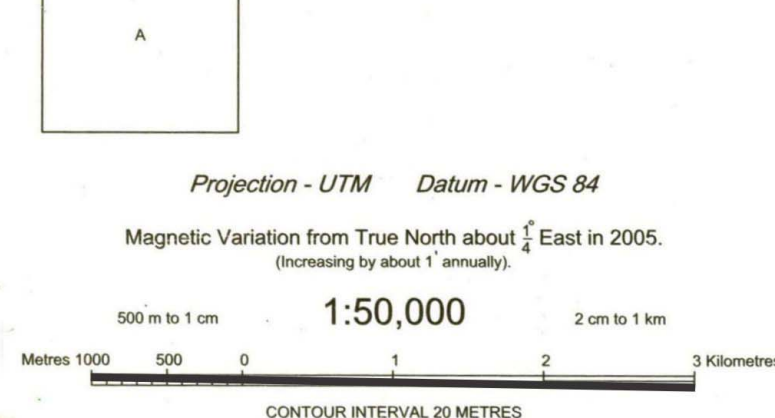 A
Projection - UTM Datum - WGS 84
Magnetic Variation from True North about 1/4° East in 2005.
(Increasing by about 1' annually).
500 m to 1 cm 1:50,000 2 cm to 1 km
Metres 1000 500 0 1 2 3 Kilometres
CONTOUR INTERVAL 20 METRES